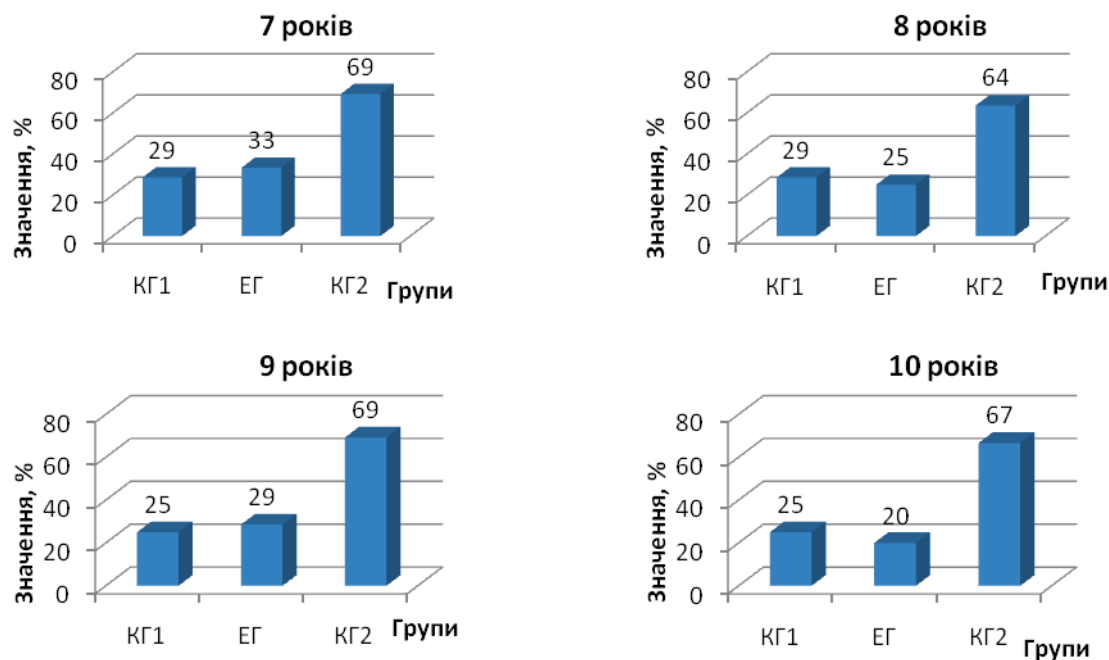 7 років
Значення, %
80
60
40
20
0
29
33
69
КГ1
ЕГ
КГ2
Групи
8 років
Значення, %
80
60
40
20
0
29
25
64
КГ1
ЕГ
КГ2
Групи
9 років
Значення, %
80
60
40
20
0
25
29
69
КГ1
ЕГ
КГ2
Групи
10 років
Значення, %
80
60
40
20
0
25
20
67
КГ1
ЕГ
КГ2
Групи